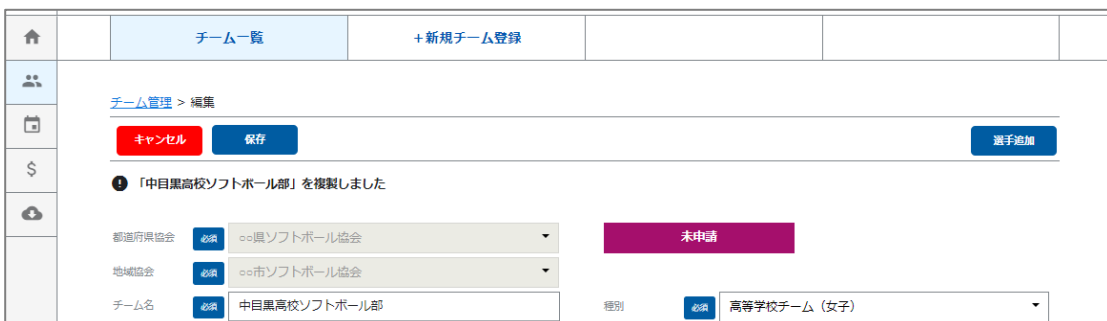 チーム一覧 +新規チーム登録
チーム管理 > 編集
キャンセル 保存 選手追加
「中目黒高校ソフトボール部」を複製しました
都道府県協会 必須 ○○県ソフトボール協会 未申請
地域協会 必須 ○○市ソフトボール協会
チーム名 必須 中目黒高校ソフトボール部 種別 必須 高等学校チーム(女子)